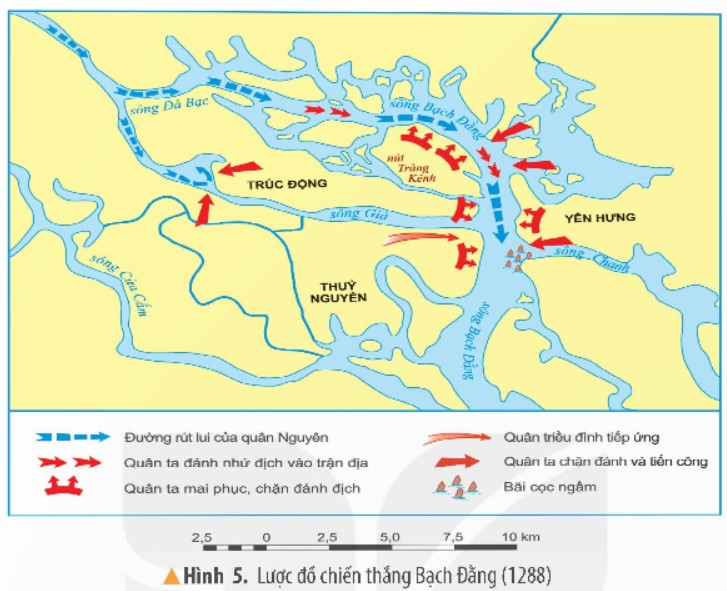 sông Đá Bạc
sông Bạch Đằng
núi
Tràng
Kênh
TRÚC ĐỘNG
sông Giá
YÊN HƯNG
sông Chanh
THUỶ
NGUYÊN
sông Cửa Cấm
sông Bạch Đằng
Đường rút lui của quân Nguyên
Quân triều đình tiếp ứng
Quân ta đánh nhử địch vào trận địa
Quân ta chặn đánh và tiến công
Quân ta mai phục, chặn đánh địch
Bãi cọc ngầm
2,5 0 2,5 5,0 7,5 10 km
▲Hình 5. Lược đồ chiến thắng Bạch Đằng (1288)